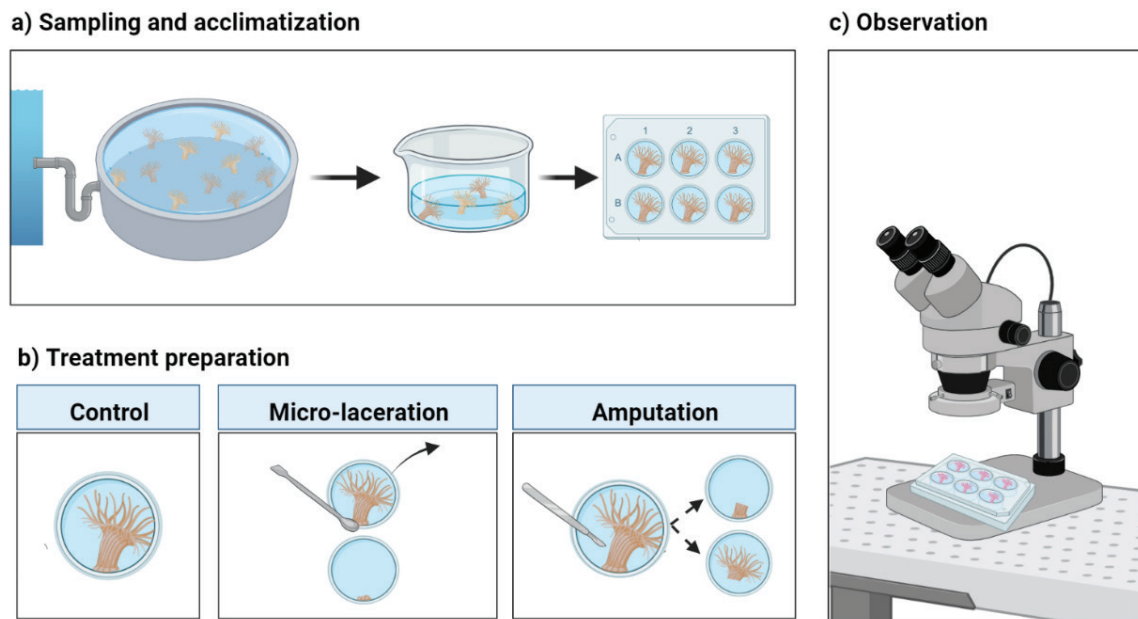 a) Sampling and acclimatization
1 2 3
A
B
b) Treatment preparation
Control
Micro-laceration
Amputation
c) Observation